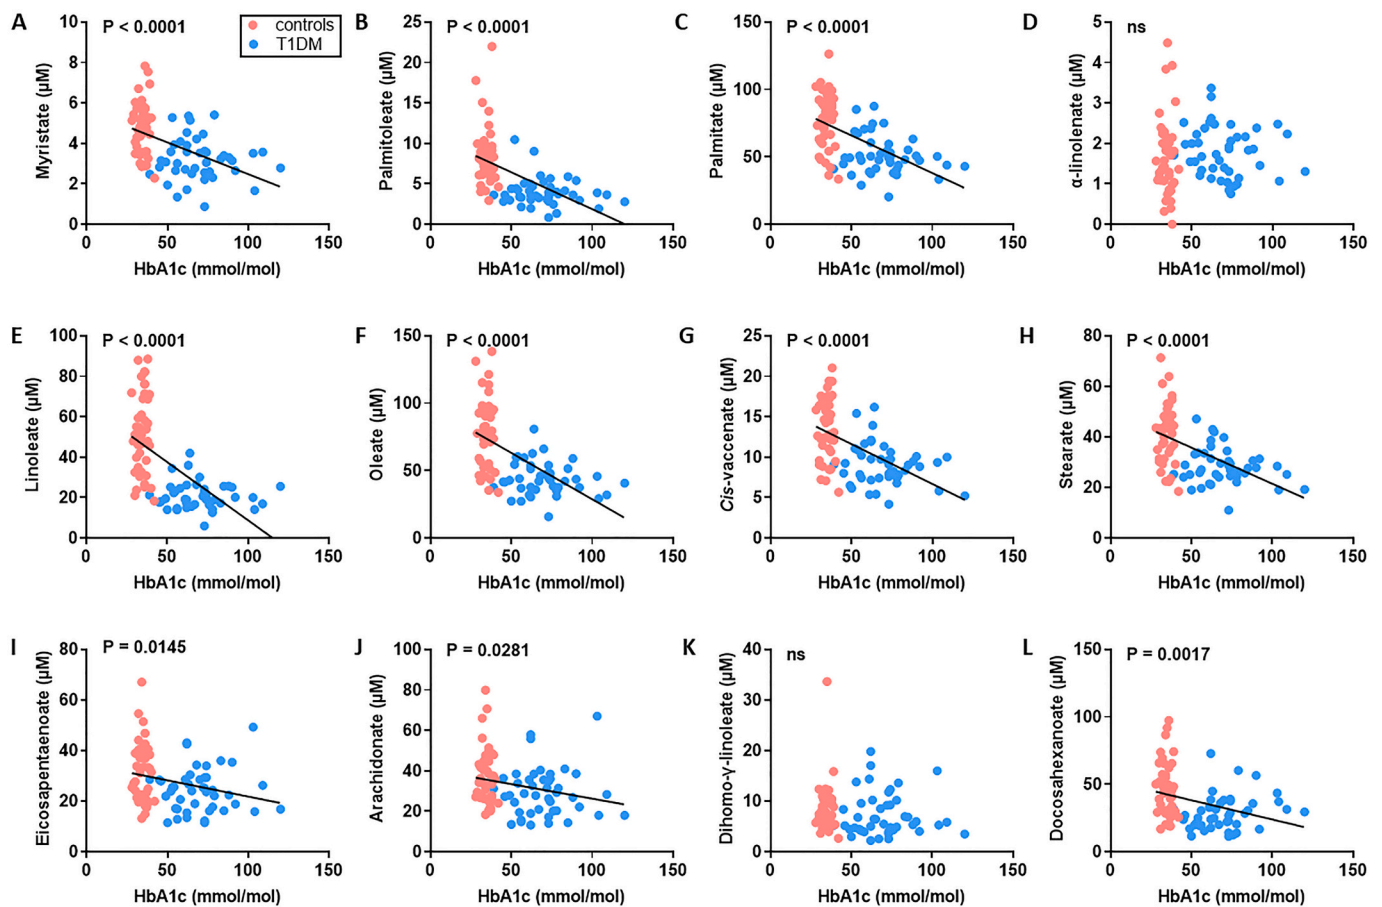 A
P < 0.0001
controls
T1DM
Myristate (µM)
10
8
6
4
2
0
0 50 100 150
HbA1c (mmol/mol)
B
P < 0.0001
Palmitoleate (µM)
25
20
15
10
5
0
0 50 100 150
HbA1c (mmol/mol)
C
P < 0.0001
Palmitate (µM)
150
100
50
0
0 50 100 150
HbA1c (mmol/mol)
D
ns
α-linolenate (µM)
5
4
3
2
1
0
0 50 100 150
HbA1c (mmol/mol)
E
P < 0.0001
Linoleate (µM)
100
80
60
40
20
0
0 50 100 150
HbA1c (mmol/mol)
F
P < 0.0001
Oleate (µM)
150
100
50
0
0 50 100 150
HbA1c (mmol/mol)
G
P < 0.0001
Cis-vaccenate (µM)
25
20
15
10
5
0
0 50 100 150
HbA1c (mmol/mol)
H
P < 0.0001
Stearate (µM)
80
60
40
20
0
0 50 100 150
HbA1c (mmol/mol)
I
P = 0.0145
Eicosapentaenoate (µM)
80
60
40
20
0
0 50 100 150
HbA1c (mmol/mol)
J
P = 0.0281
Arachidonate (µM)
100
80
60
40
20
0
0 50 100 150
HbA1c (mmol/mol)
K
ns
Dihomo-γ-linoleate (µM)
40
30
20
10
0
0 50 100 150
HbA1c (mmol/mol)
L
P = 0.0017
Docosahexanoate (µM)
150
100
50
0
0 50 100 150
HbA1c (mmol/mol)